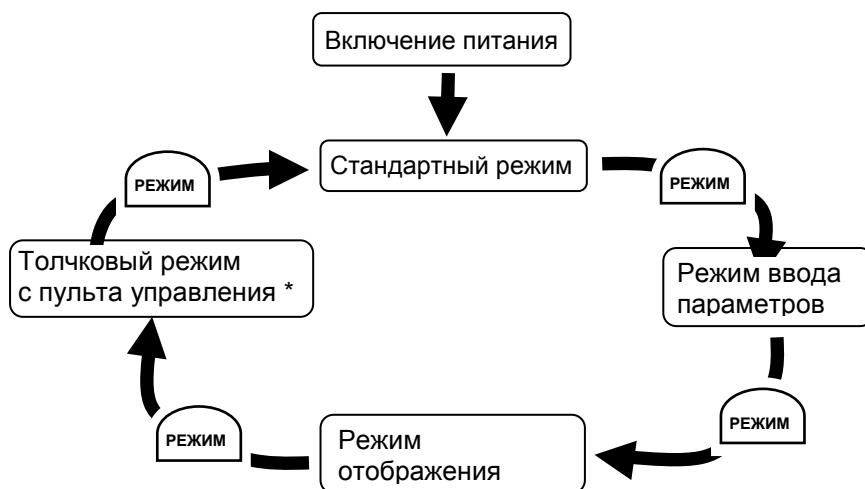 Включение питания
Стандартный режим
РЕЖИМ
РЕЖИМ
Толчковый режим
с пульта управления *
Режим ввода
параметров
РЕЖИМ
РЕЖИМ
Режим
отображения